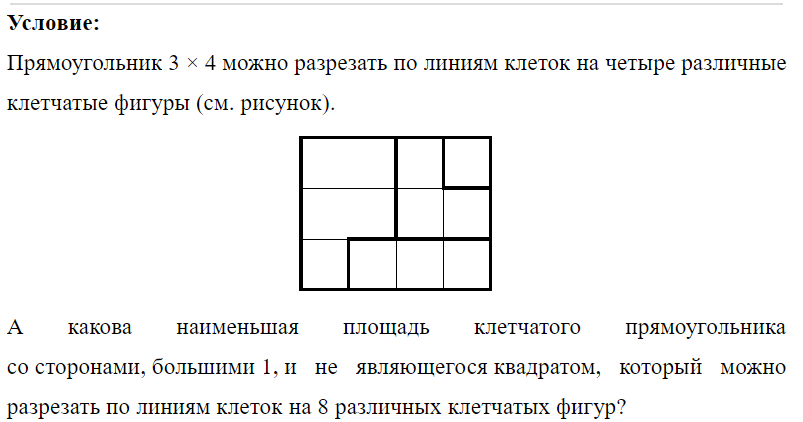 Условие:
Прямоугольник 3 × 4 можно разрезать по линиям клеток на четыре различные
клетчатые фигуры (см. рисунок).
А какова наименьшая площадь клетчатого прямоугольника
со сторонами, большими 1, и не являющегося квадратом, который можно
разрезать по линиям клеток на 8 различных клетчатых фигур?